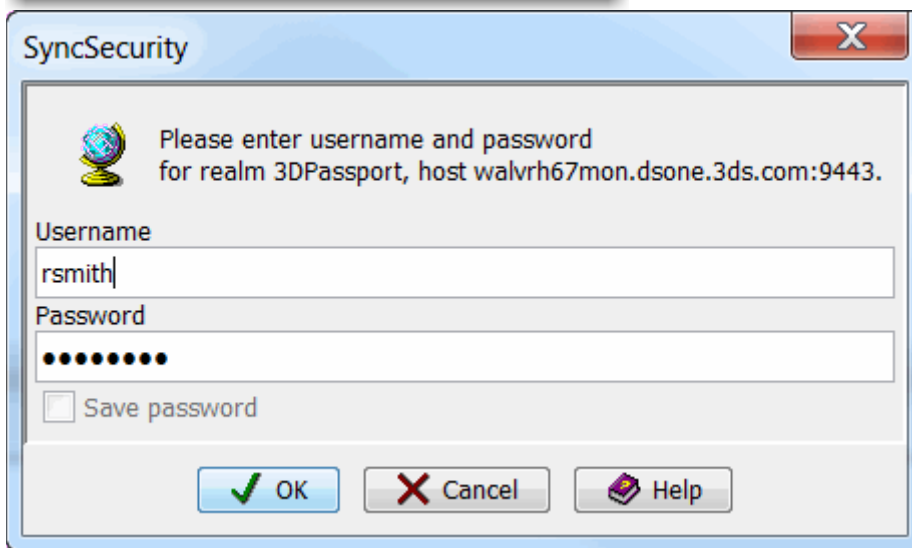 SyncSecurity
Please enter username and password
for realm 3DPassport, host walvrh67mon.dsone.3ds.com:9443.
Username
rsmith
Password
●●●●●●●●
Save password
OK
Cancel
Help